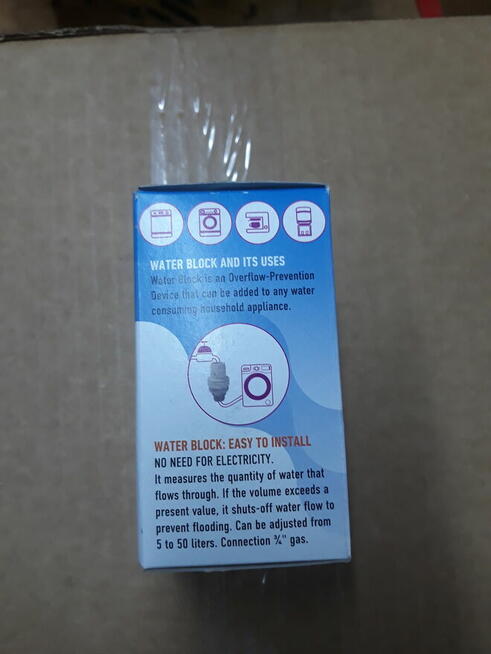 WATER BLOCK AND ITS USES
Water Block is an Overflow-Prevention
Device that can be added to any water
consuming household appliance.
WATER BLOCK: EASY TO INSTALL
NO NEED FOR ELECTRICITY.
It measures the quantity of water that
flows through. If the volume exceeds a
present value, it shuts-off water flow to
prevent flooding. Can be adjusted from
5 to 50 liters. Connection ¾" gas.